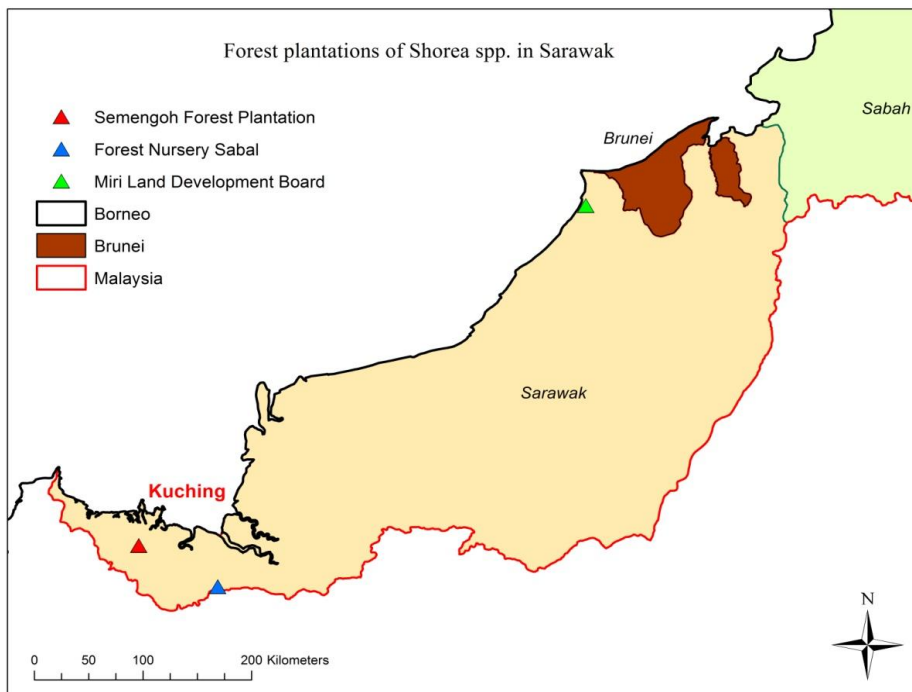 Forest plantations of Shorea spp. in Sarawak
Semengoh Forest Plantation
Forest Nursery Sabal
Miri Land Development Board
Borneo
Brunei
Malaysia
Brunei
Sabah
Sarawak
Kuching
N
0 50 100 200 Kilometers